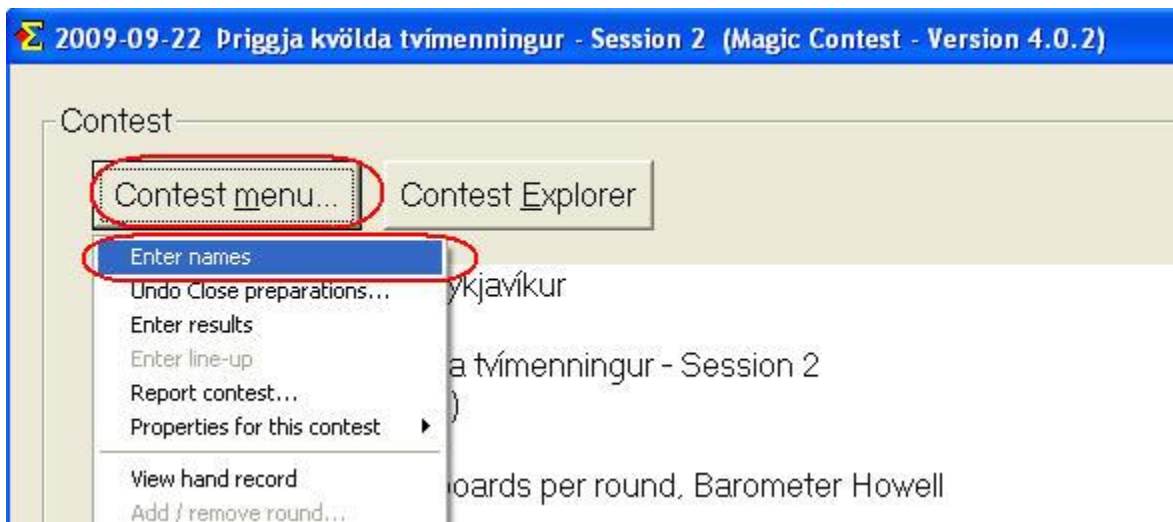 2009-09-22 Þriggja kvölda tvímenningur - Session 2 (Magic Contest - Version 4.0.2)
Contest
Contest menu... Contest Explorer
Enter names
ykjavíkur
Undo Close preparations...
Enter results
Enter line-up
a tvímenningur - Session 2
Report contest...
)
Properties for this contest
View hand record
oards per round, Barometer Howell
Add / remove round...